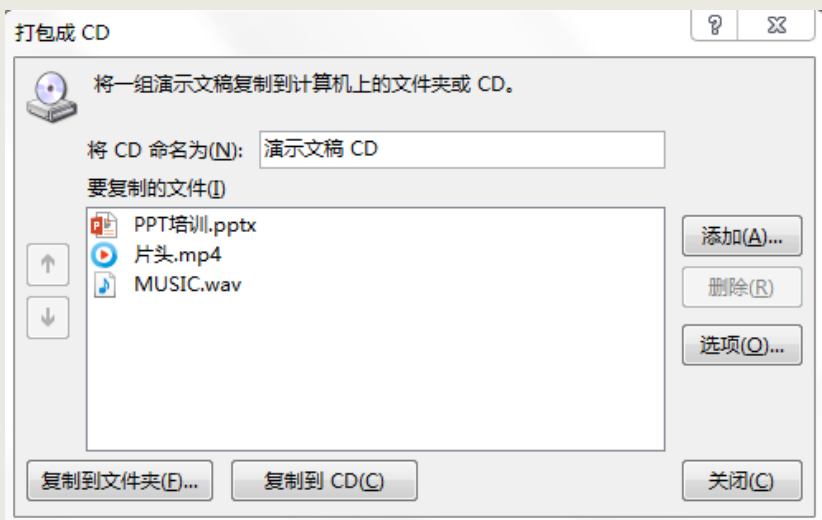 打包成 CD
将一组演示文稿复制到计算机上的文件夹或 CD。
将 CD 命名为(N): 演示文稿 CD
要复制的文件(I)
PPT培训.pptx
片头.mp4
MUSIC.wav
添加(A)...
删除(R)
选项(O)...
复制到文件夹(F)... 复制到 CD(C) 关闭(C)